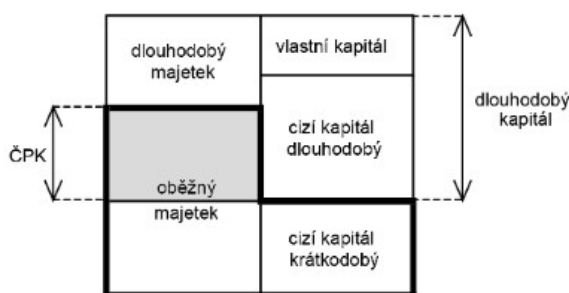 dlouhodobý
majetek
vlastní kapitál
cizí kapitál
dlouhodobý
dlouhodobý
kapitál
ČPK
oběžný
majetek
cizí kapitál
krátkodobý